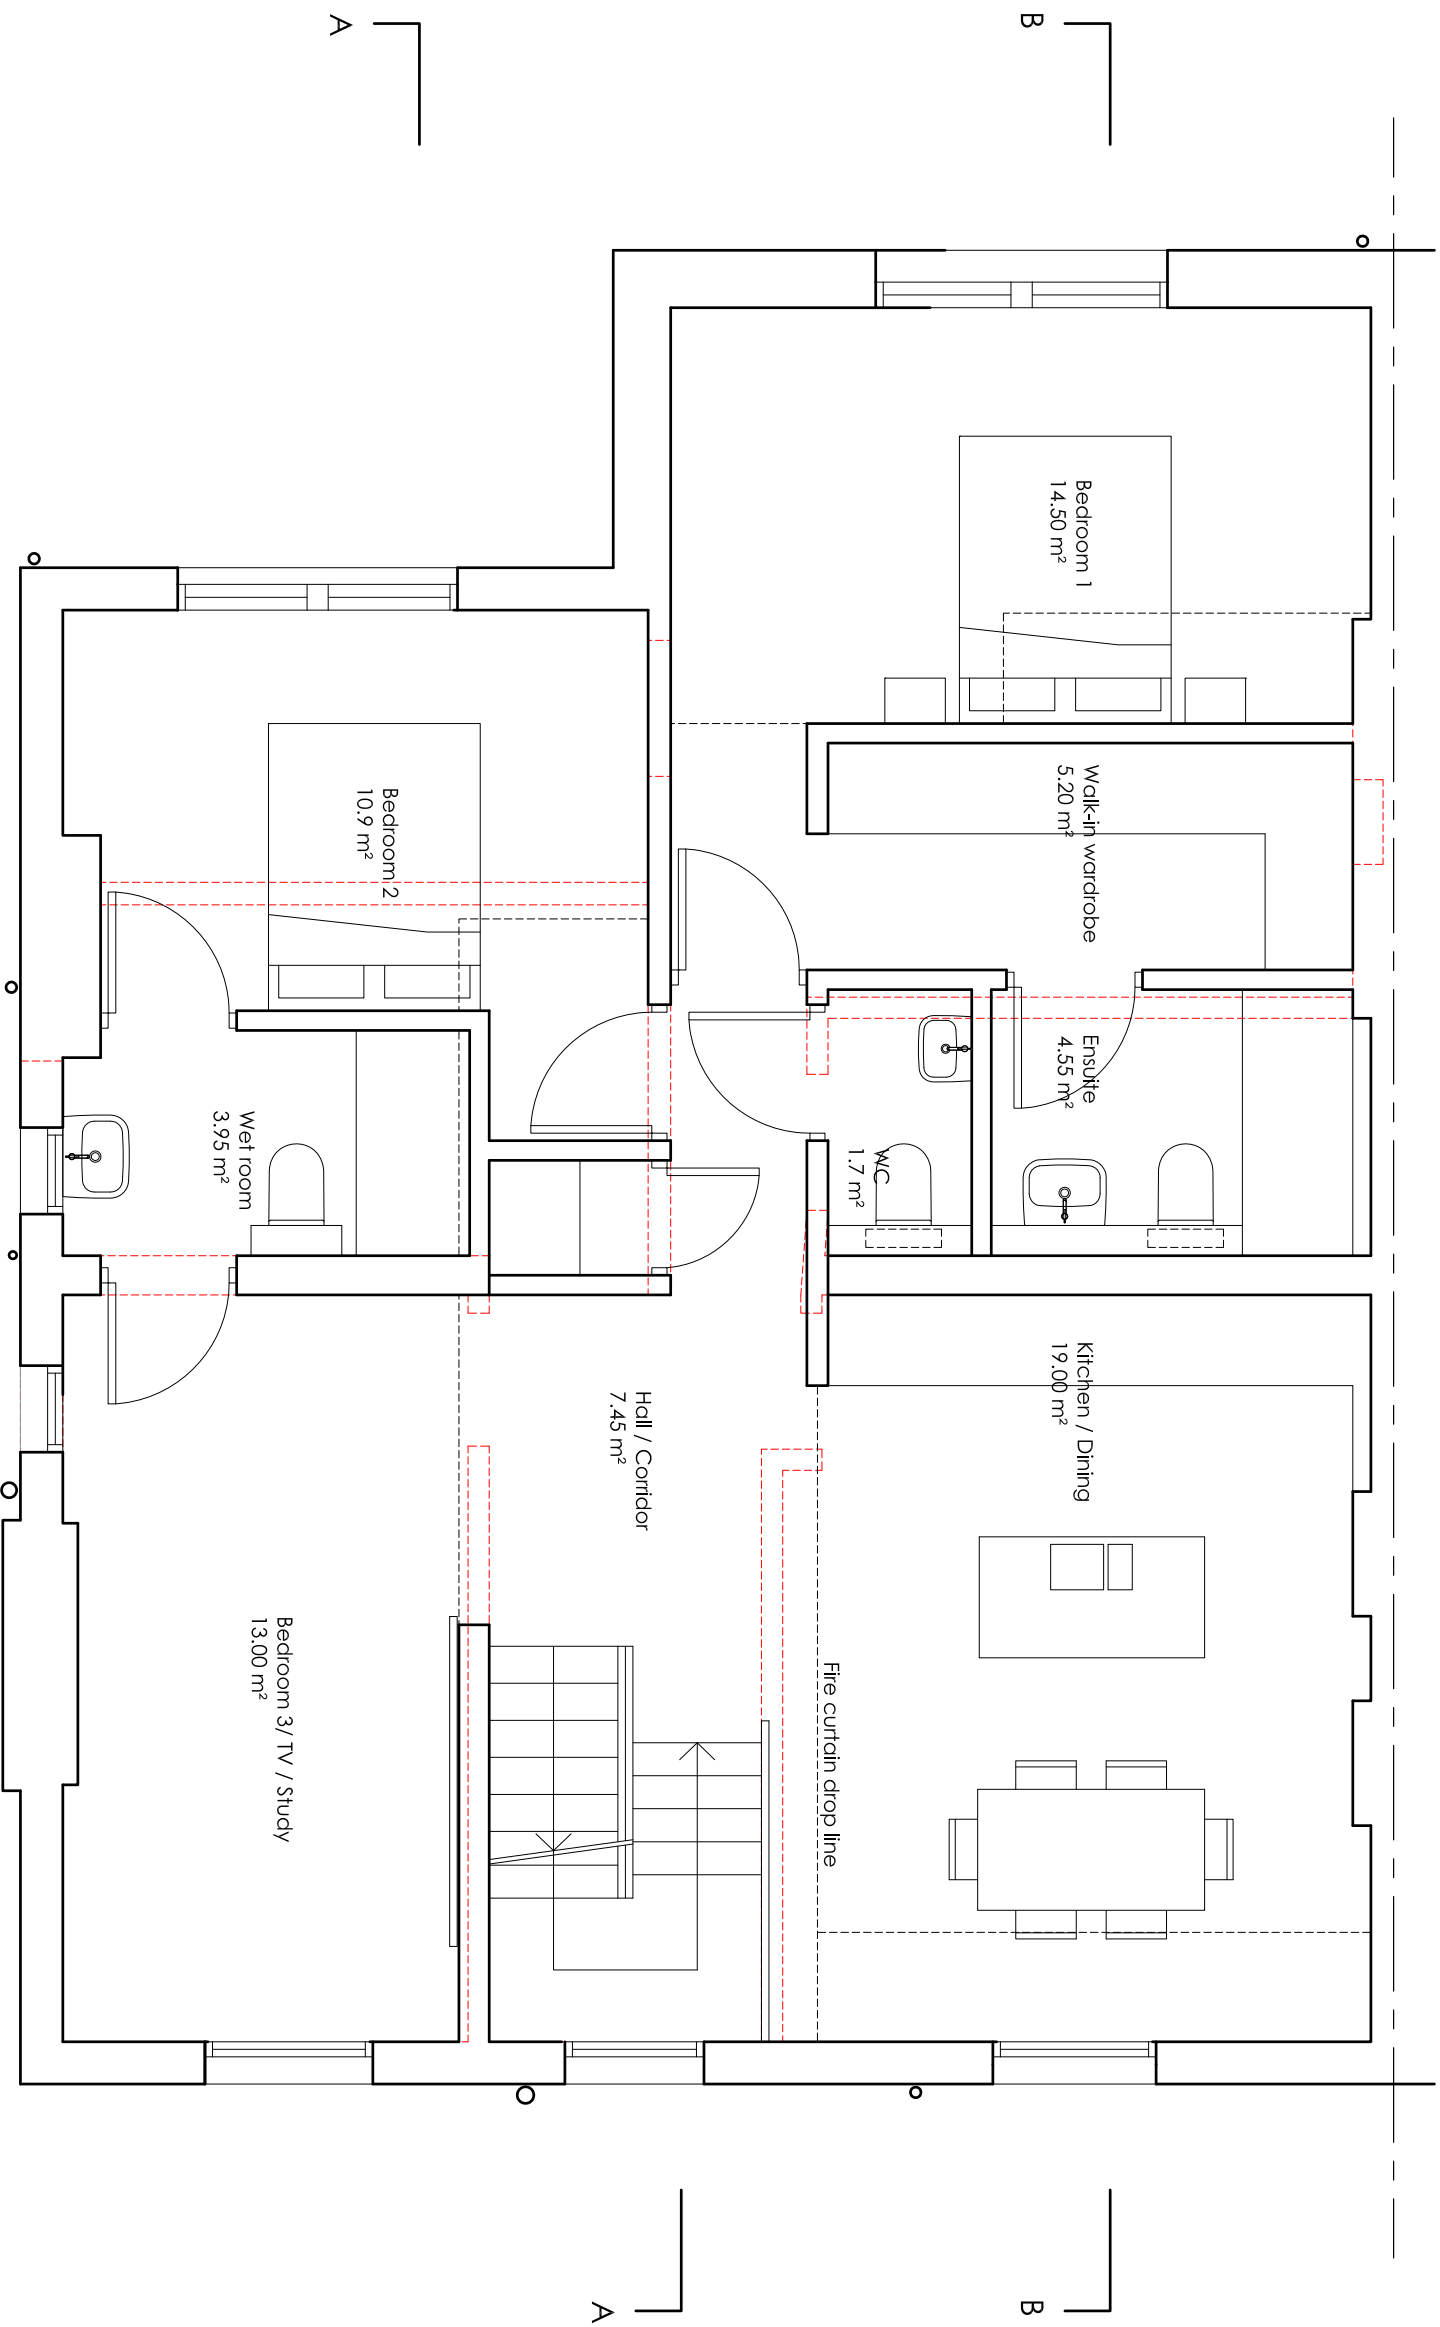 A
B
Bedroom 1
14.50 m²
Walk-in wardrobe
5.20 m²
Bedroom 2
10.9 m²
Ensuite
4.55 m²
WC
1.7 m²
Wet room
3.95 m²
Kitchen / Dining
19.00 m²
Hall / Corridor
7.45 m²
Fire curtain drop line
Bedroom 3/ TV / Study
13.00 m²
A
B